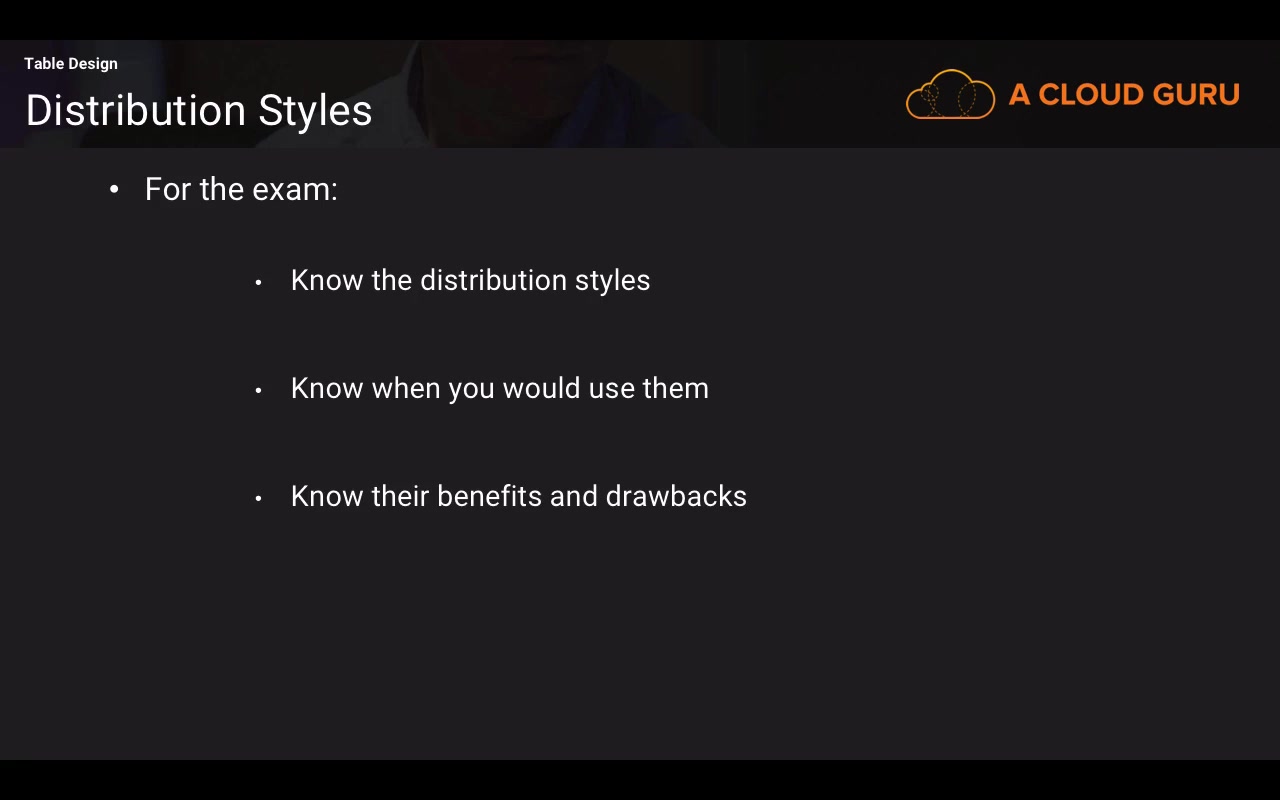 Table Design
Distribution Styles
A CLOUD GURU
• For the exam:
• Know the distribution styles
• Know when you would use them
• Know their benefits and drawbacks